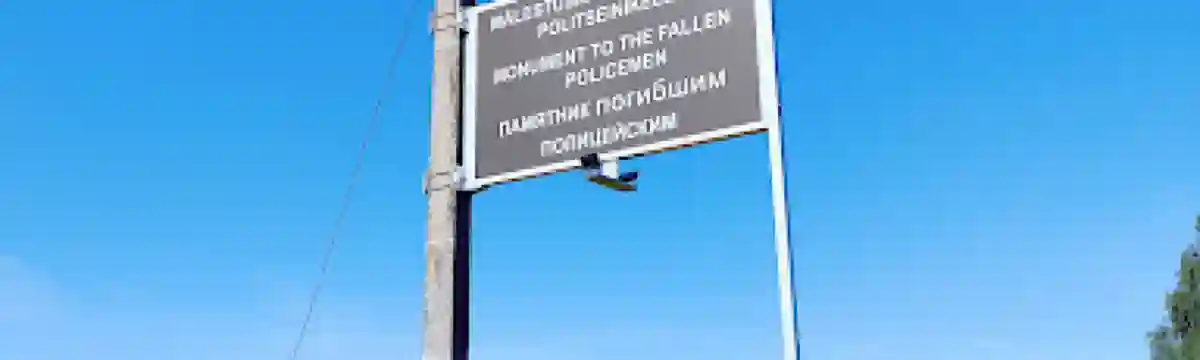 POLITSEINIKELE
MONUMENT TO THE FALLEN
POLICEMEN
ПАМЯТНИК ПОГИБШИМ
ПОЛИЦЕЙСКИМ